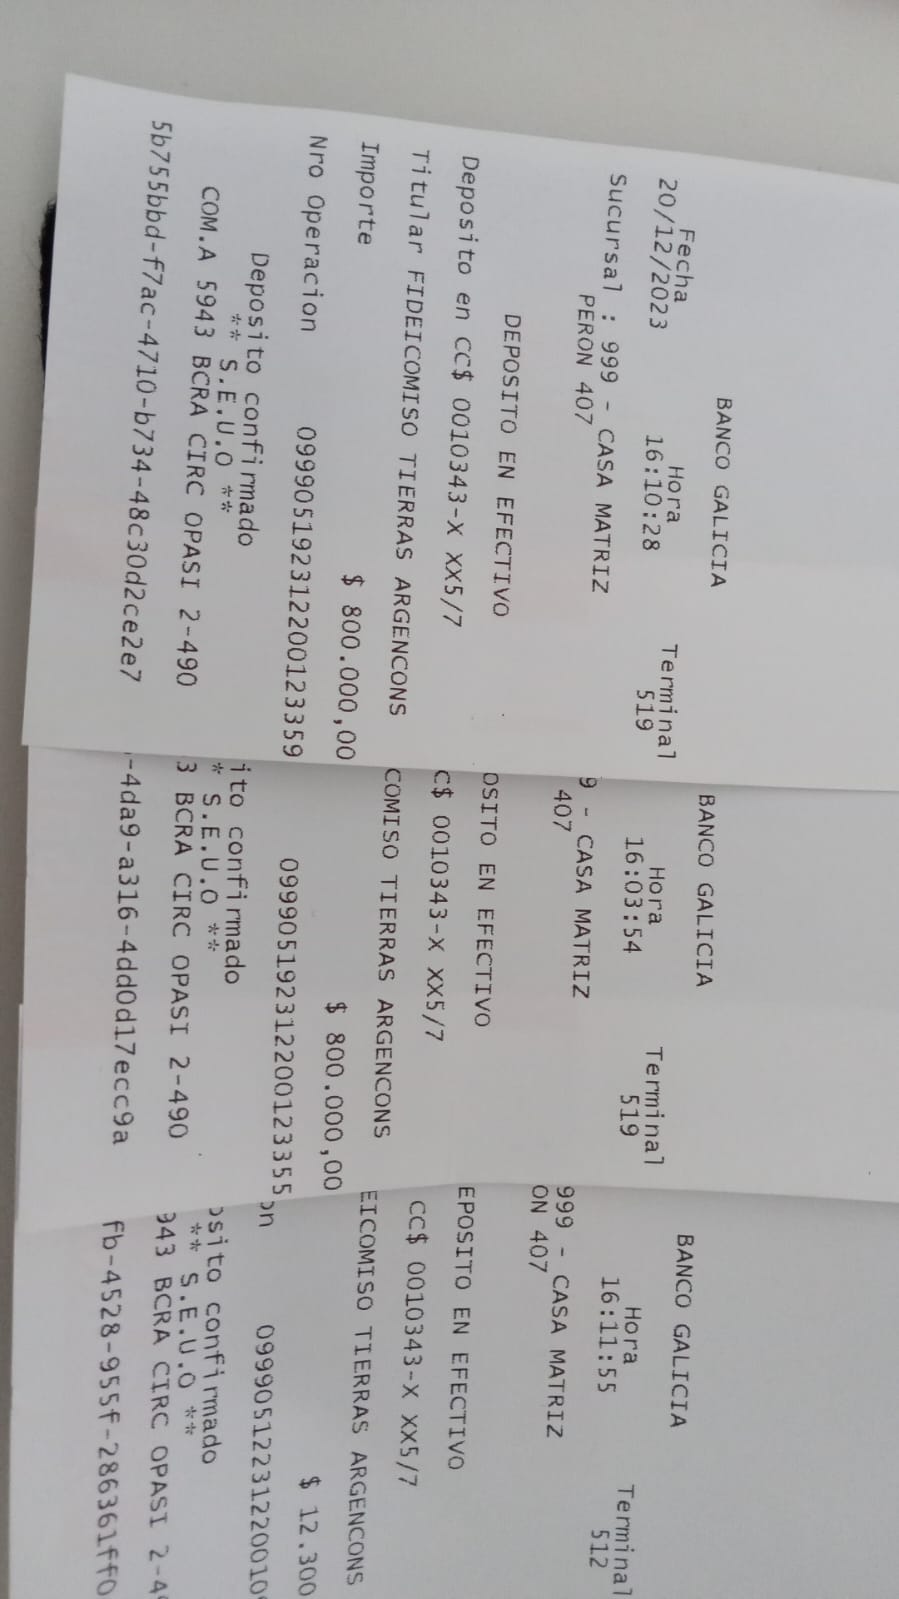 BANCO GALICIA
Fecha Hora Terminal
20/12/2023 16:10:28 519
Sucursal : 999 - CASA MATRIZ
PERON 407
DEPOSITO EN EFECTIVO
Deposito en CC$ 0010343-X XX5/7
Titular FIDEICOMISO TIERRAS ARGENCONS
Importe $ 800.000,00
Nro Operacion 099905192312200123359
Deposito confirmado
** S.E.U.O **
COM.A 5943 BCRA CIRC OPASI 2-490
5b755bbd-f7ac-4710-b734-48c30d2ce2e7
BANCO GALICIA
Hora Terminal
16:03:54 519
9 - CASA MATRIZ
407
OSITO EN EFECTIVO
C$ 0010343-X XX5/7
COMISO TIERRAS ARGENCONS
$ 800.000,00
099905192312200123355
ito confirmado
* S.E.U.O **
3 BCRA CIRC OPASI 2-490
-4da9-a316-4dd0d17ecc9a
BANCO GALICIA
Hora Terminal
16:11:55 512
999 - CASA MATRIZ
ON 407
EPOSITO EN EFECTIVO
CC$ 0010343-X XX5/7
EICOMISO TIERRAS ARGENCONS
$ 12.300
on 09990512231220010
osito confirmado
** S.E.U.O **
943 BCRA CIRC OPASI 2-4
fb-4528-955f-286361ff0